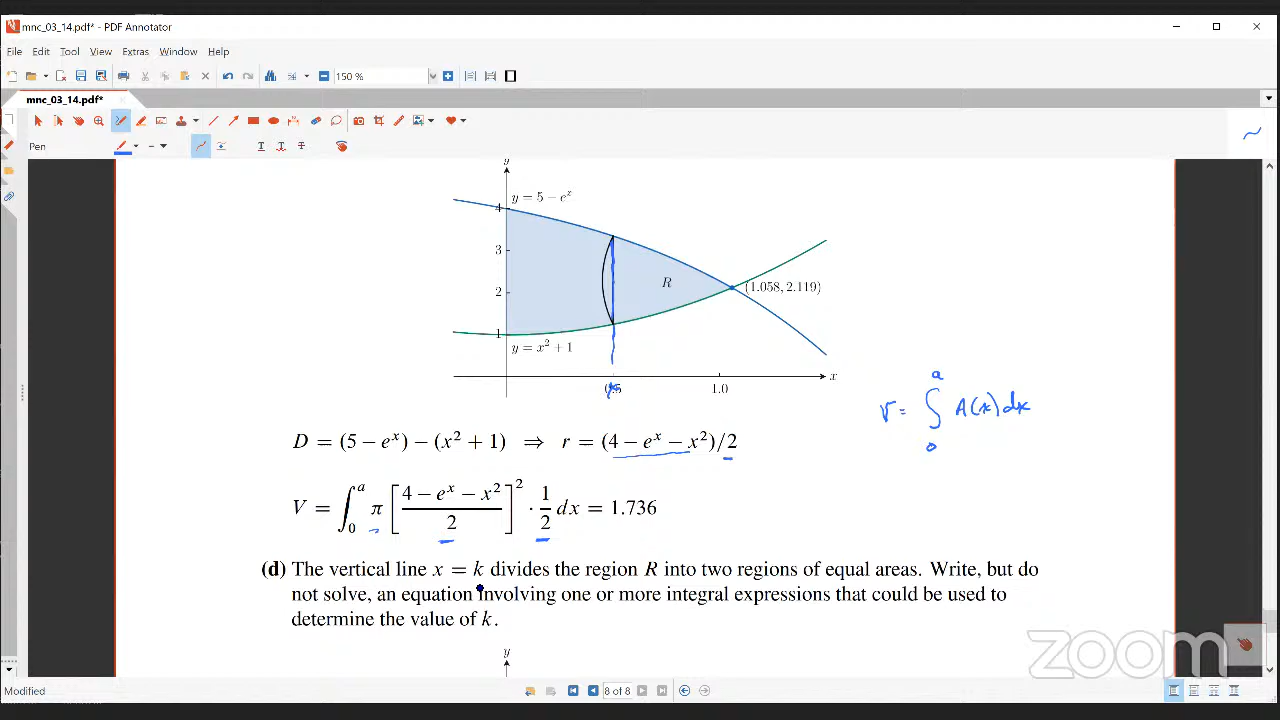 mnc_03_14.pdf* - PDF Annotator
File Edit Tool View Extras Window Help
150 %
mnc_03_14.pdf*
Pen
y
y = 5 − e^x
4
3
R
2
(1.058, 2.119)
1
y = x^2 + 1
x
1.0
V = ∫_0^a A(x)dx
D = (5 − e^x) − (x^2 + 1) ⇒ r = (4 − e^x − x^2)/2
V = ∫_0^a π [(4 − e^x − x^2)/2]^2 · 1/2 dx = 1.736
(d) The vertical line x = k divides the region R into two regions of equal areas. Write, but do
not solve, an equation involving one or more integral expressions that could be used to
determine the value of k.
y
zoom
Modified
8 of 8